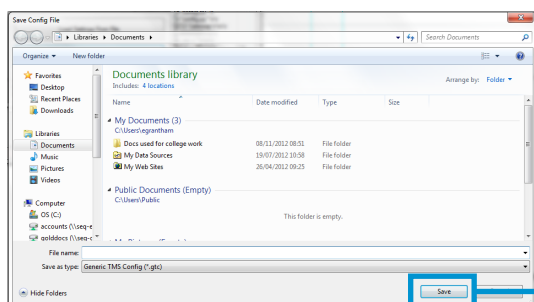 Save Config File
Libraries Documents
Search Documents
Organize New folder
Favorites
Desktop
Recent Places
Downloads
Libraries
Documents
Music
Pictures
Videos
Computer
OS (C:)
accounts (\\seq-e
golddocs (\\seq-e
Documents library
Includes: 4 locations
Arrange by: Folder
Name Date modified Type Size
My Documents (3)
C:\Users\egrantham
Docs used for college work 08/11/2012 08:51 File folder
My Data Sources 19/07/2012 10:58 File folder
My Web Sites 26/04/2012 09:25 File folder
Public Documents (Empty)
C:\Users\Public
This folder is empty.
File name:
Save as type: Generic TMS Config (*.gtc)
Hide Folders
Save